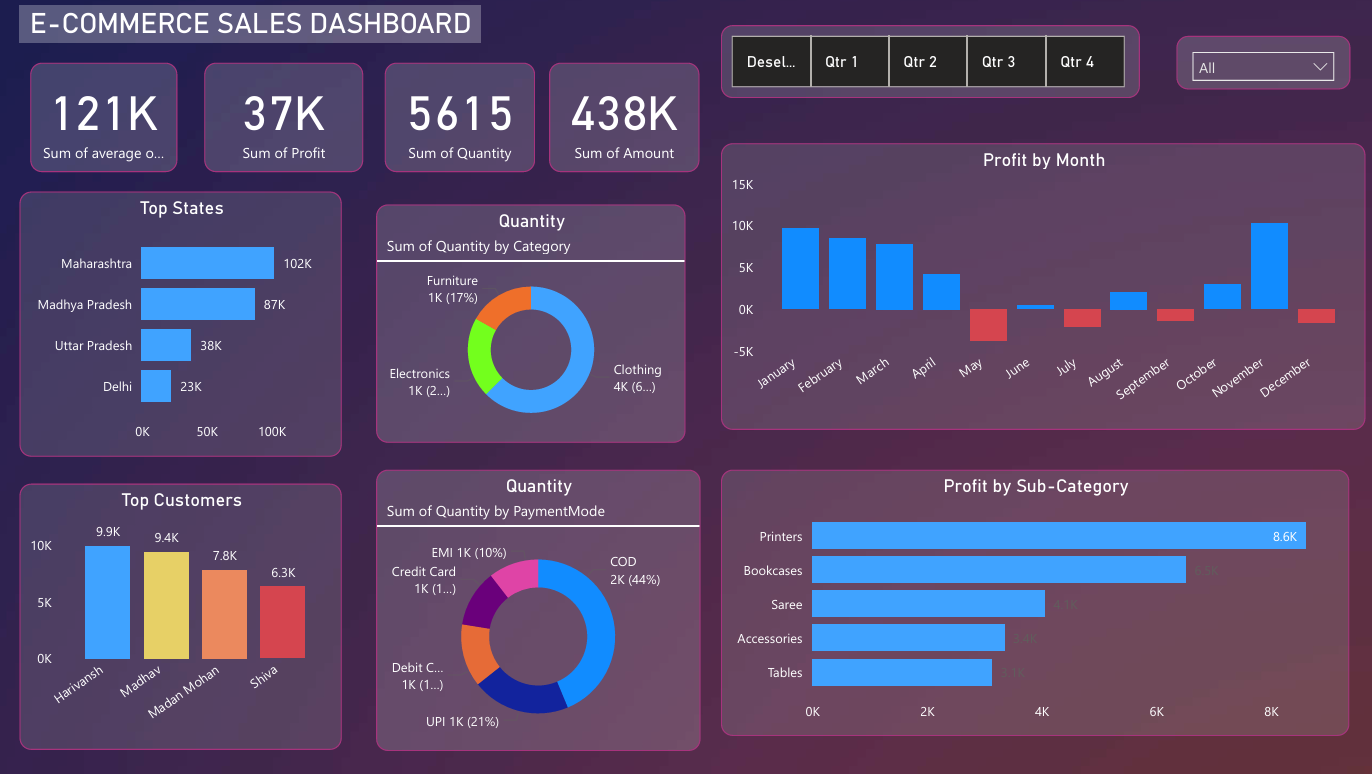 E-COMMERCE SALES DASHBOARD
Desel...
Qtr 1
Qtr 2
Qtr 3
Qtr 4
All
121K
Sum of average o...
37K
Sum of Profit
5615
Sum of Quantity
438K
Sum of Amount
Top States
Maharashtra
102K
Madhya Pradesh
87K
Uttar Pradesh
38K
Delhi
23K
0K
50K
100K
Quantity
Sum of Quantity by Category
Furniture
1K (17%)
Electronics
1K (2...)
Clothing
4K (6...)
Profit by Month
15K
10K
5K
0K
-5K
January
February
March
April
May
June
July
August
September
October
November
December
Top Customers
10K
5K
0K
9.9K
9.4K
7.8K
6.3K
Harivansh
Madhav
Madan Mohan
Shiva
Quantity
Sum of Quantity by PaymentMode
EMI 1K (10%)
Credit Card
1K (1...)
Debit C...
1K (1...)
UPI 1K (21%)
COD
2K (44%)
Profit by Sub-Category
Printers
8.6K
Bookcases
Saree
4.1K
Accessories
Tables
0K
2K
4K
6K
8K